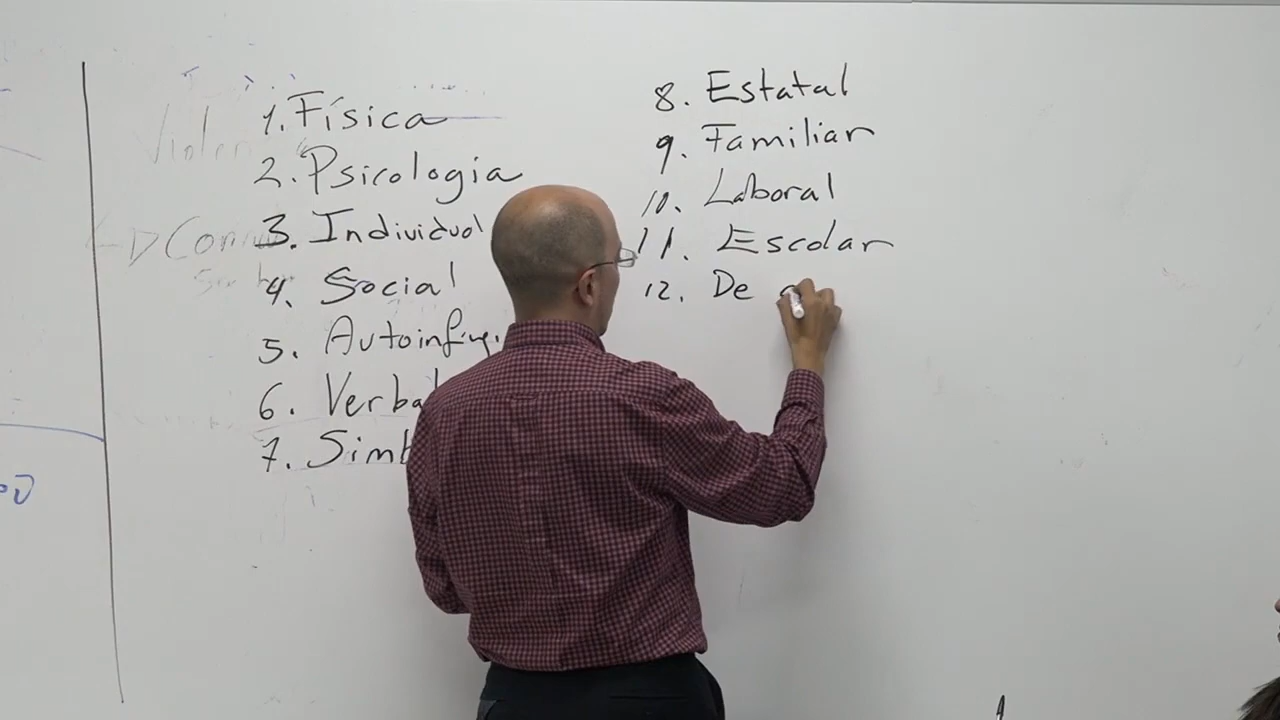 1. Física
2. Psicologia
3. Individual
4. Social
5.
6. Verba
7. Simb
8. Estatal
9. Familiar
10. Laboral
11. Escolar
12. De